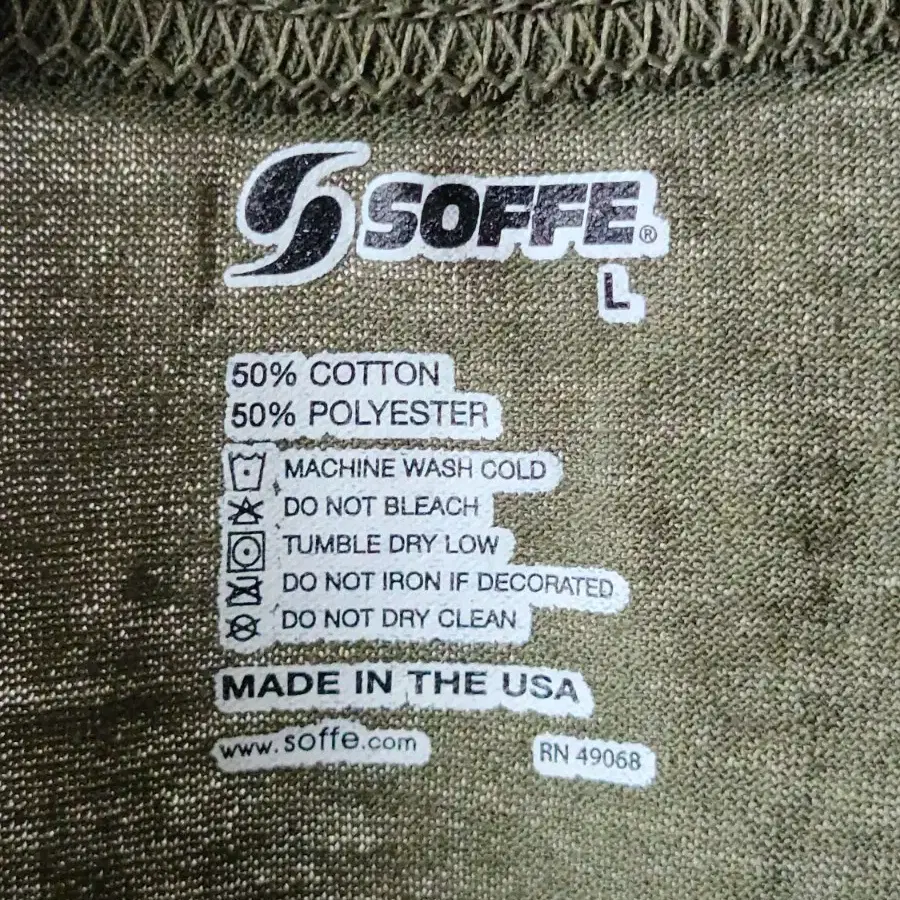 SOFFE®
L
50% COTTON
50% POLYESTER
MACHINE WASH COLD
DO NOT BLEACH
TUMBLE DRY LOW
DO NOT IRON IF DECORATED
DO NOT DRY CLEAN
MADE IN THE USA
www.soffe.com
RN 49068